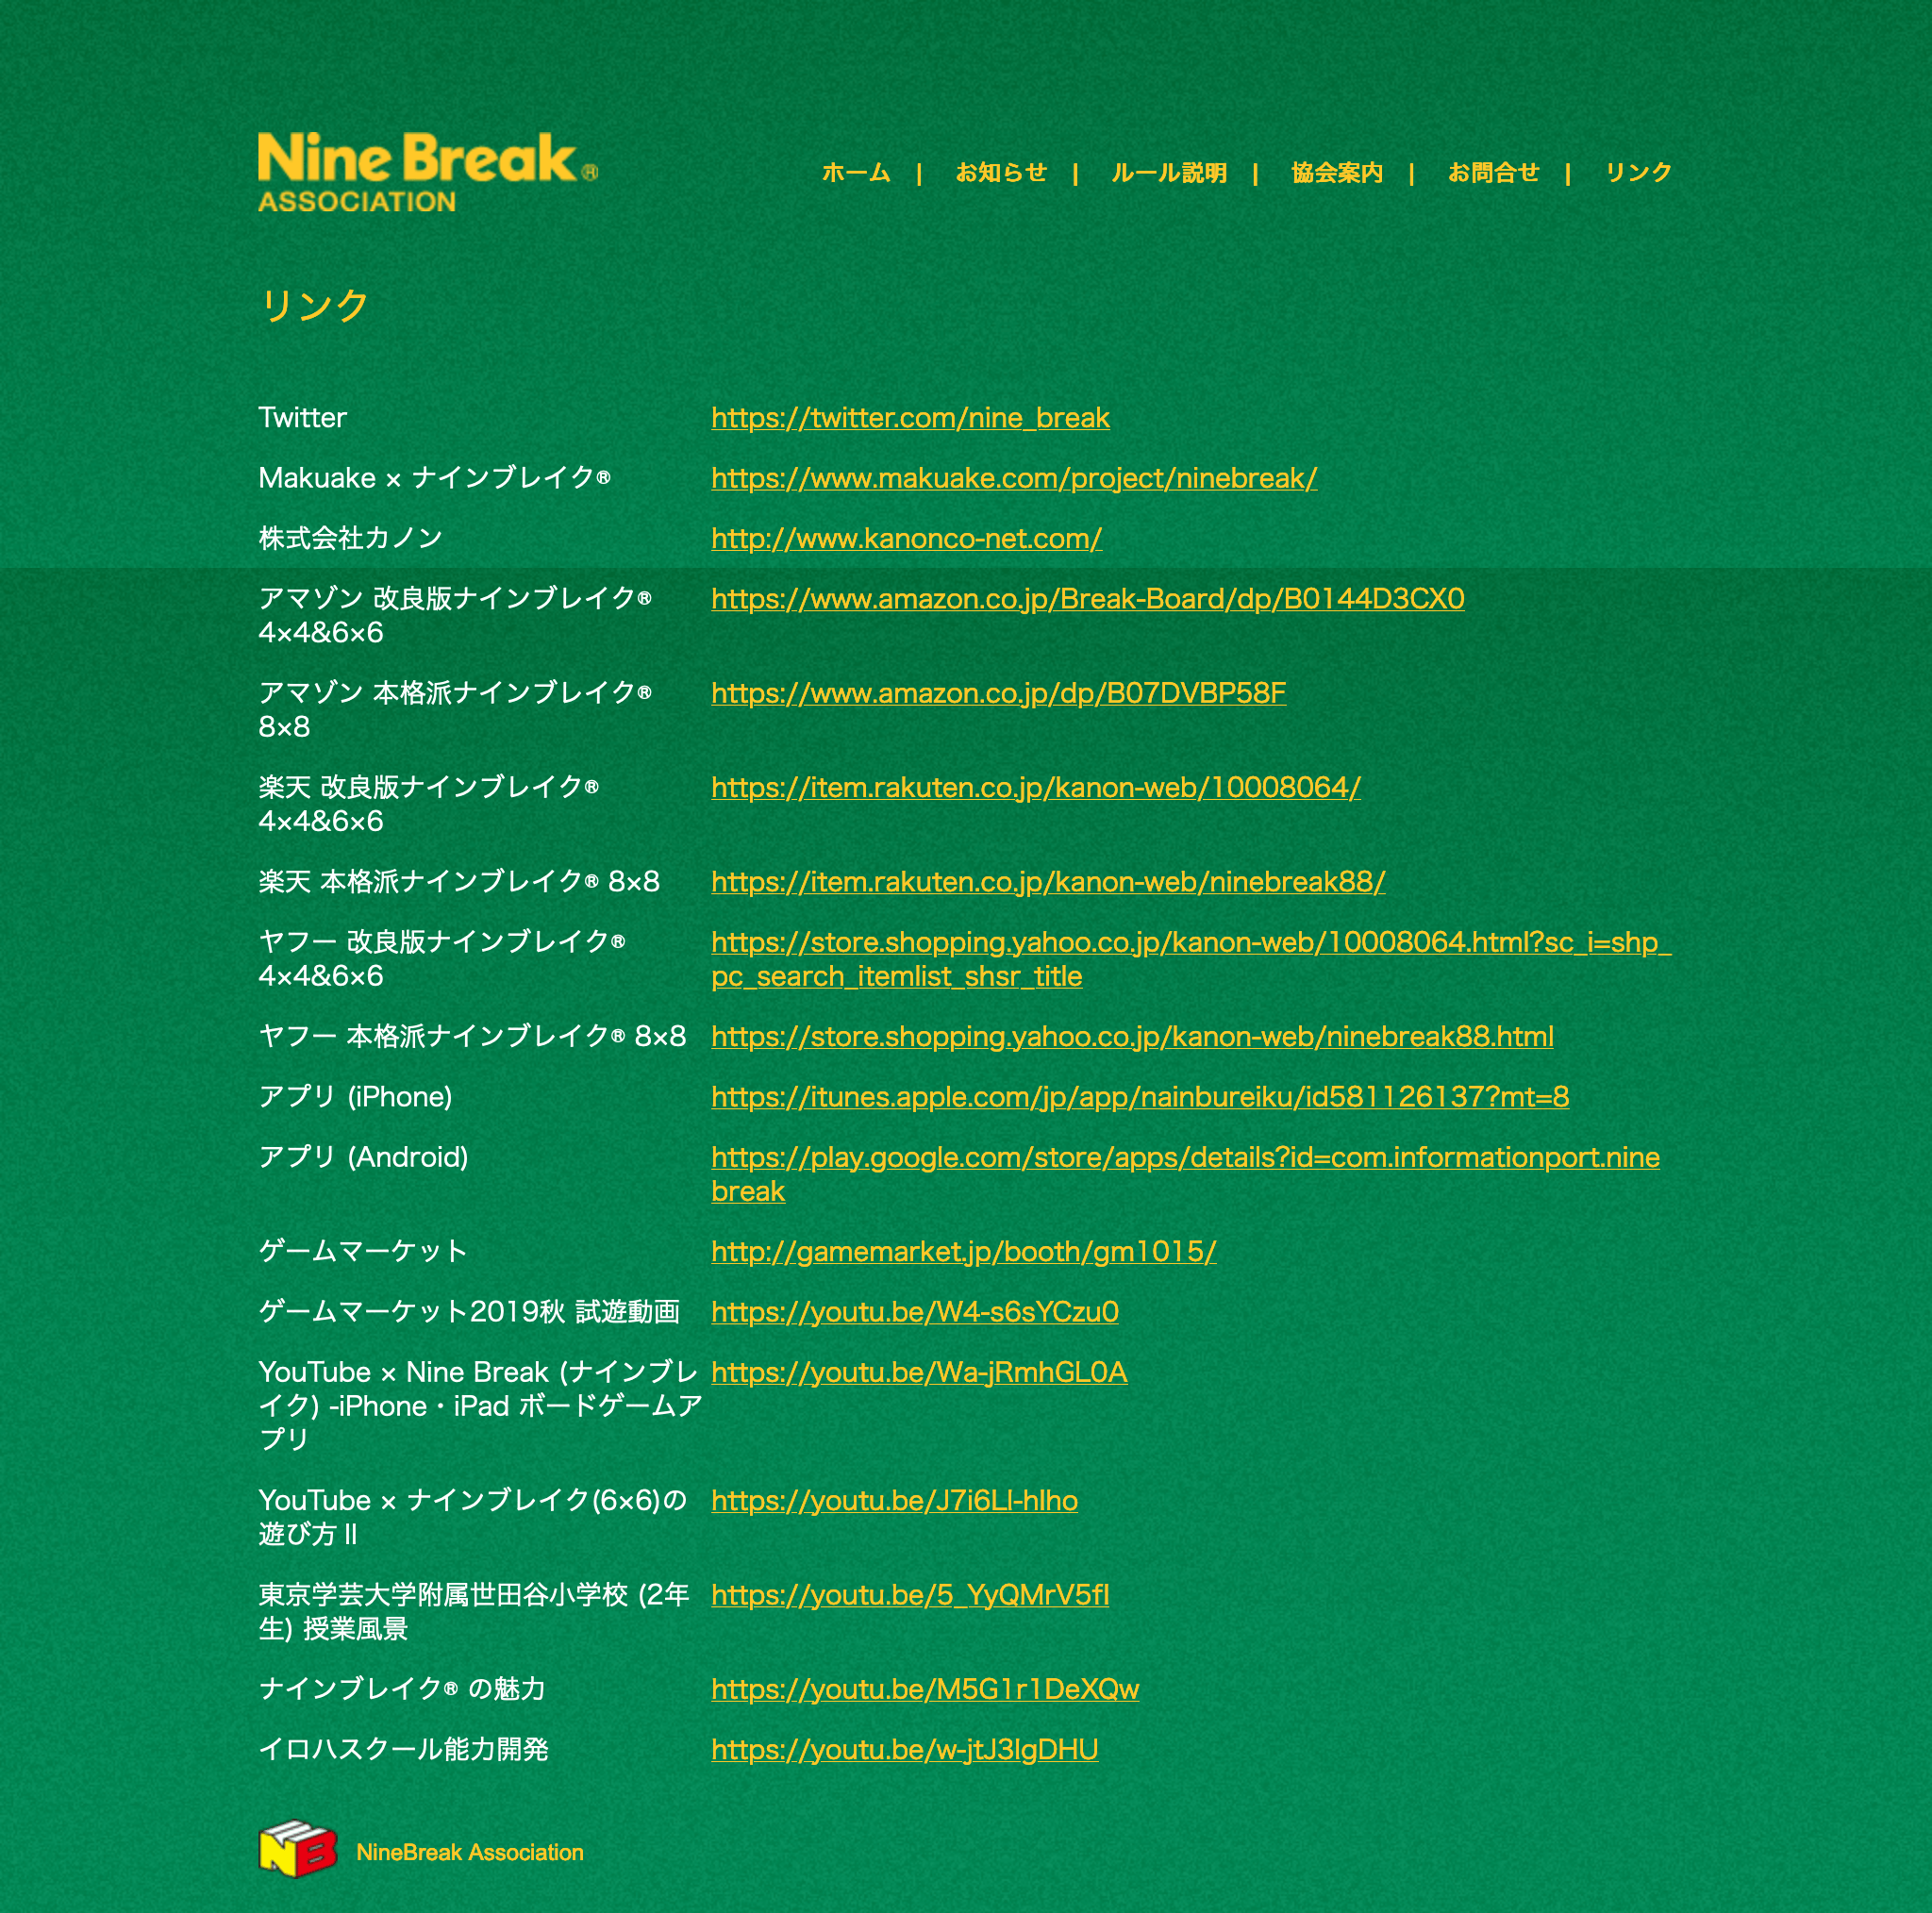 Nine Break®
ASSOCIATION
ホーム | お知らせ | ルール説明 | 協会案内 | お問合せ | リンク
リンク
Twitter https://twitter.com/nine_break
Makuake × ナインブレイク® https://www.makuake.com/project/ninebreak/
株式会社カノン http://www.kanonco-net.com/
アマゾン 改良版ナインブレイク® https://www.amazon.co.jp/Break-Board/dp/B0144D3CX0
4×4&6×6
アマゾン 本格派ナインブレイク® https://www.amazon.co.jp/dp/B07DVBP58F
8×8
楽天 改良版ナインブレイク® https://item.rakuten.co.jp/kanon-web/10008064/
4×4&6×6
楽天 本格派ナインブレイク® 8×8 https://item.rakuten.co.jp/kanon-web/ninebreak88/
ヤフー 改良版ナインブレイク® https://store.shopping.yahoo.co.jp/kanon-web/10008064.html?sc_i=shp_
4×4&6×6 pc_search_itemlist_shsr_title
ヤフー 本格派ナインブレイク® 8×8 https://store.shopping.yahoo.co.jp/kanon-web/ninebreak88.html
アプリ (iPhone) https://itunes.apple.com/jp/app/nainbureiku/id581126137?mt=8
アプリ (Android) https://play.google.com/store/apps/details?id=com.informationport.nine
break
ゲームマーケット http://gamemarket.jp/booth/gm1015/
ゲームマーケット2019秋 試遊動画 https://youtu.be/W4-s6sYCzu0
YouTube × Nine Break (ナインブレ https://youtu.be/Wa-jRmhGL0A
イク) -iPhone・iPad ボードゲームア
プリ
YouTube × ナインブレイク(6×6)の https://youtu.be/J7i6Ll-hlho
遊び方Ⅱ
東京学芸大学附属世田谷小学校 (2年 https://youtu.be/5_YyQMrV5fI
生) 授業風景
ナインブレイク® の魅力 https://youtu.be/M5G1r1DeXQw
イロハスクール能力開発 https://youtu.be/w-jtJ3IgDHU
NB NineBreak Association